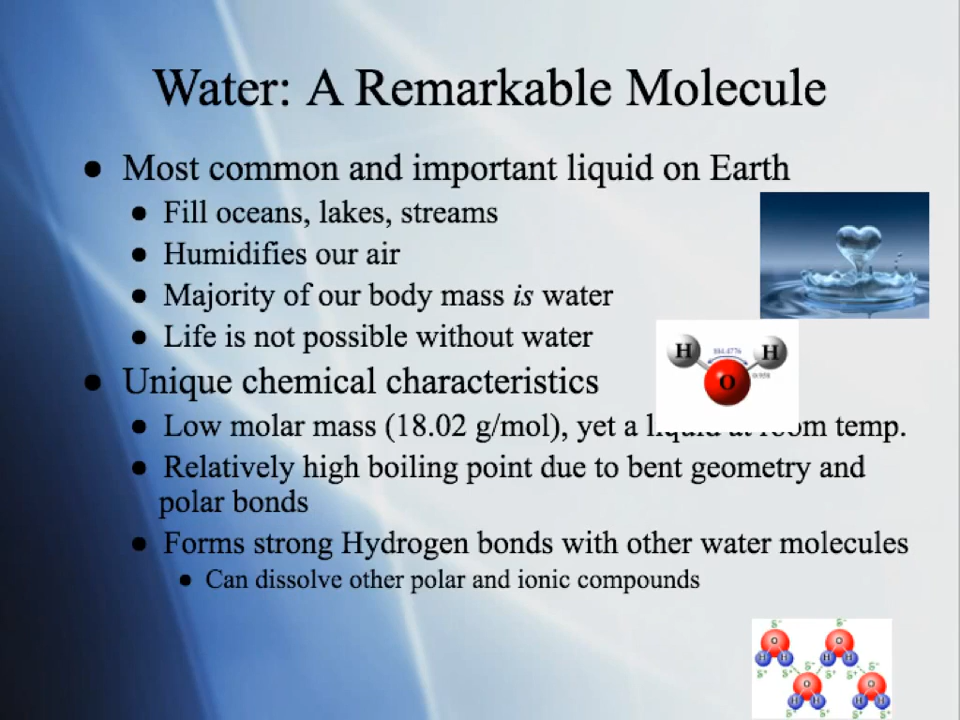 Water: A Remarkable Molecule
• Most common and important liquid on Earth
• Fill oceans, lakes, streams
• Humidifies our air
• Majority of our body mass is water
• Life is not possible without water
H H
O
• Unique chemical characteristics
• Low molar mass (18.02 g/mol), yet a liquid at room temp.
• Relatively high boiling point due to bent geometry and
polar bonds
• Forms strong Hydrogen bonds with other water molecules
• Can dissolve other polar and ionic compounds
δ- δ-
O O
H H H H
δ+ δ- δ+ δ-
O O
H H H H
δ+ δ+ δ+